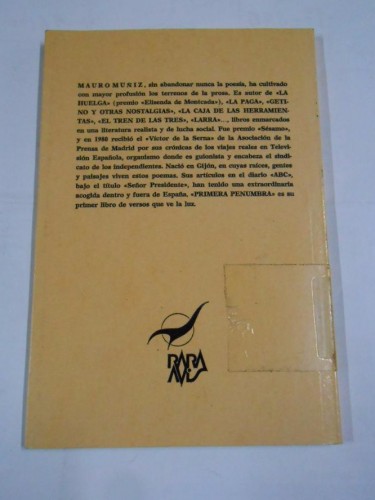 MAURO MUÑIZ, sin abandonar nunca la poesía, ha cultivado
con mayor profusión los terrenos de la prosa. Es autor de «LA
HUELGA» (premio «Elisenda de Montcada»), «LA PAGA», «GETI-
NO Y OTRAS NOSTALGIAS», «LA CAJA DE LAS HERRAMIEN-
TAS», «EL TREN DE LAS TRES», «LARRA»..., libros enmarcados
en una literatura realista y de lucha social. Fue premio «Sésamo»,
y en 1980 recibió el «Víctor de la Serna» de la Asociación de la
Prensa de Madrid por sus crónicas de los viajes reales en Televi-
sión Española, organismo donde es guionista y encabeza el sindi-
cato de los independientes. Nació en Gijón, en cuyas raíces, gentes
y paisajes viven estos poemas. Sus artículos en el diario «ABC»,
bajo el título «Señor Presidente», han tenido una extraordinaria
acogida dentro y fuera de España, «PRIMERA PENUMBRA» es su
primer libro de versos que ve la luz.
RARA
AVIS